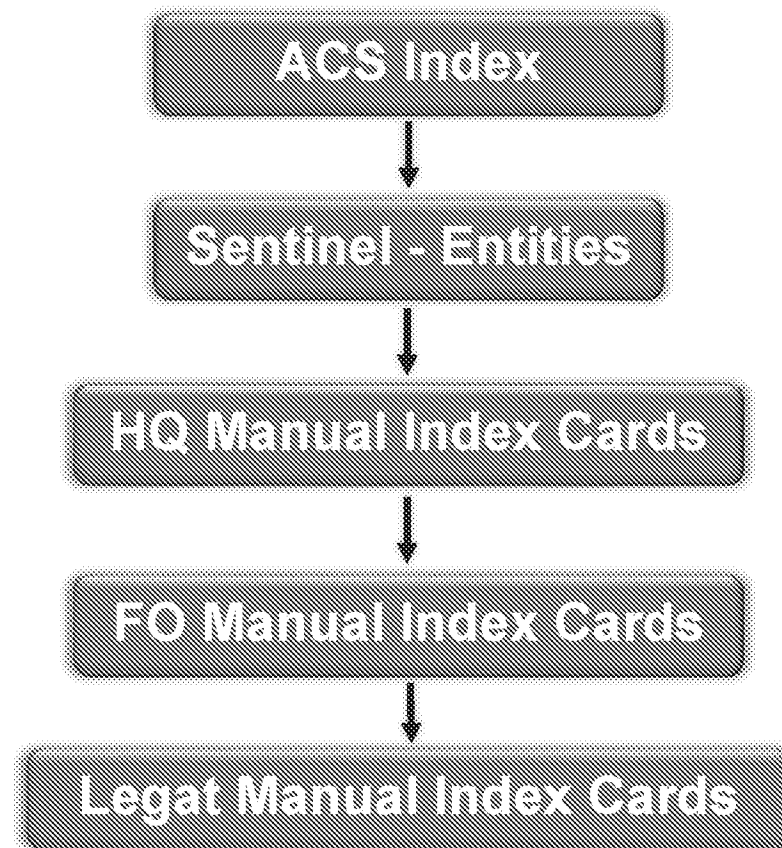 ACS Index
Sentinel - Entities
HQ Manual Index Cards
FO Manual Index Cards
Legat Manual Index Cards